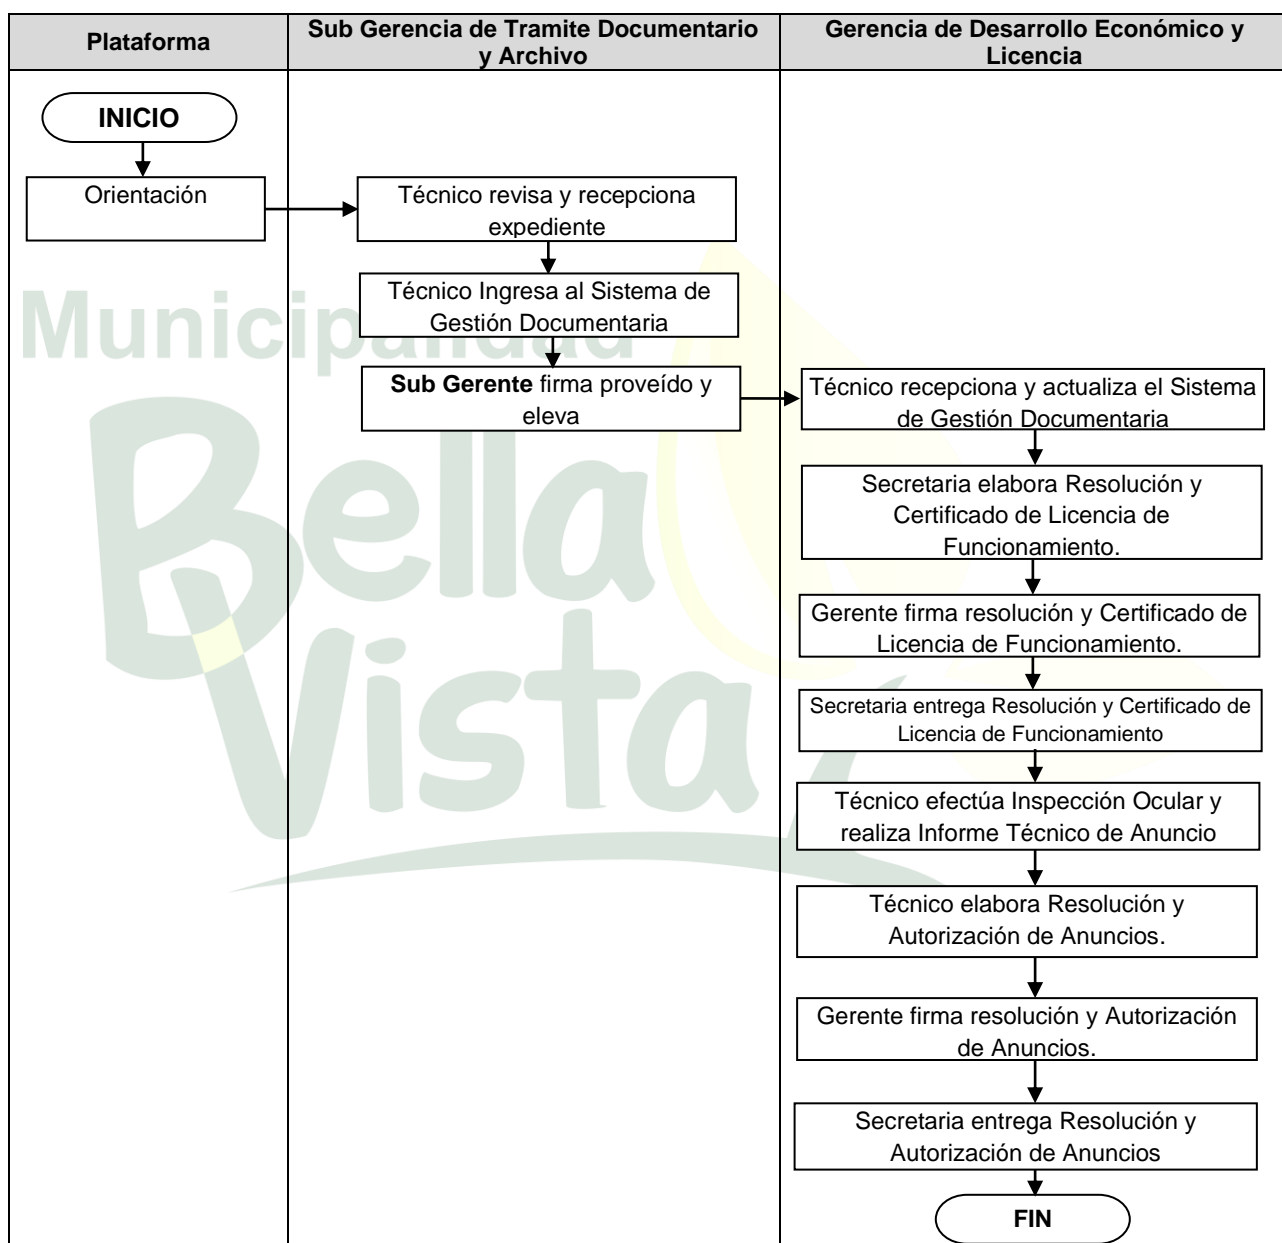 Plataforma
Sub Gerencia de Tramite Documentario
y Archivo
Gerencia de Desarrollo Económico y
Licencia
INICIO
Orientación
Técnico revisa y recepciona
expediente
Técnico Ingresa al Sistema de
Gestión Documentaria
Sub Gerente firma proveído y
eleva
Técnico recepciona y actualiza el Sistema
de Gestión Documentaria
Secretaria elabora Resolución y
Certificado de Licencia de
Funcionamiento.
Gerente firma resolución y Certificado de
Licencia de Funcionamiento.
Secretaria entrega Resolución y Certificado de
Licencia de Funcionamiento
Técnico efectúa Inspección Ocular y
realiza Informe Técnico de Anuncio
Técnico elabora Resolución y
Autorización de Anuncios.
Gerente firma resolución y Autorización
de Anuncios.
Secretaria entrega Resolución y
Autorización de Anuncios
FIN
Municipalidad
Bella
Vista